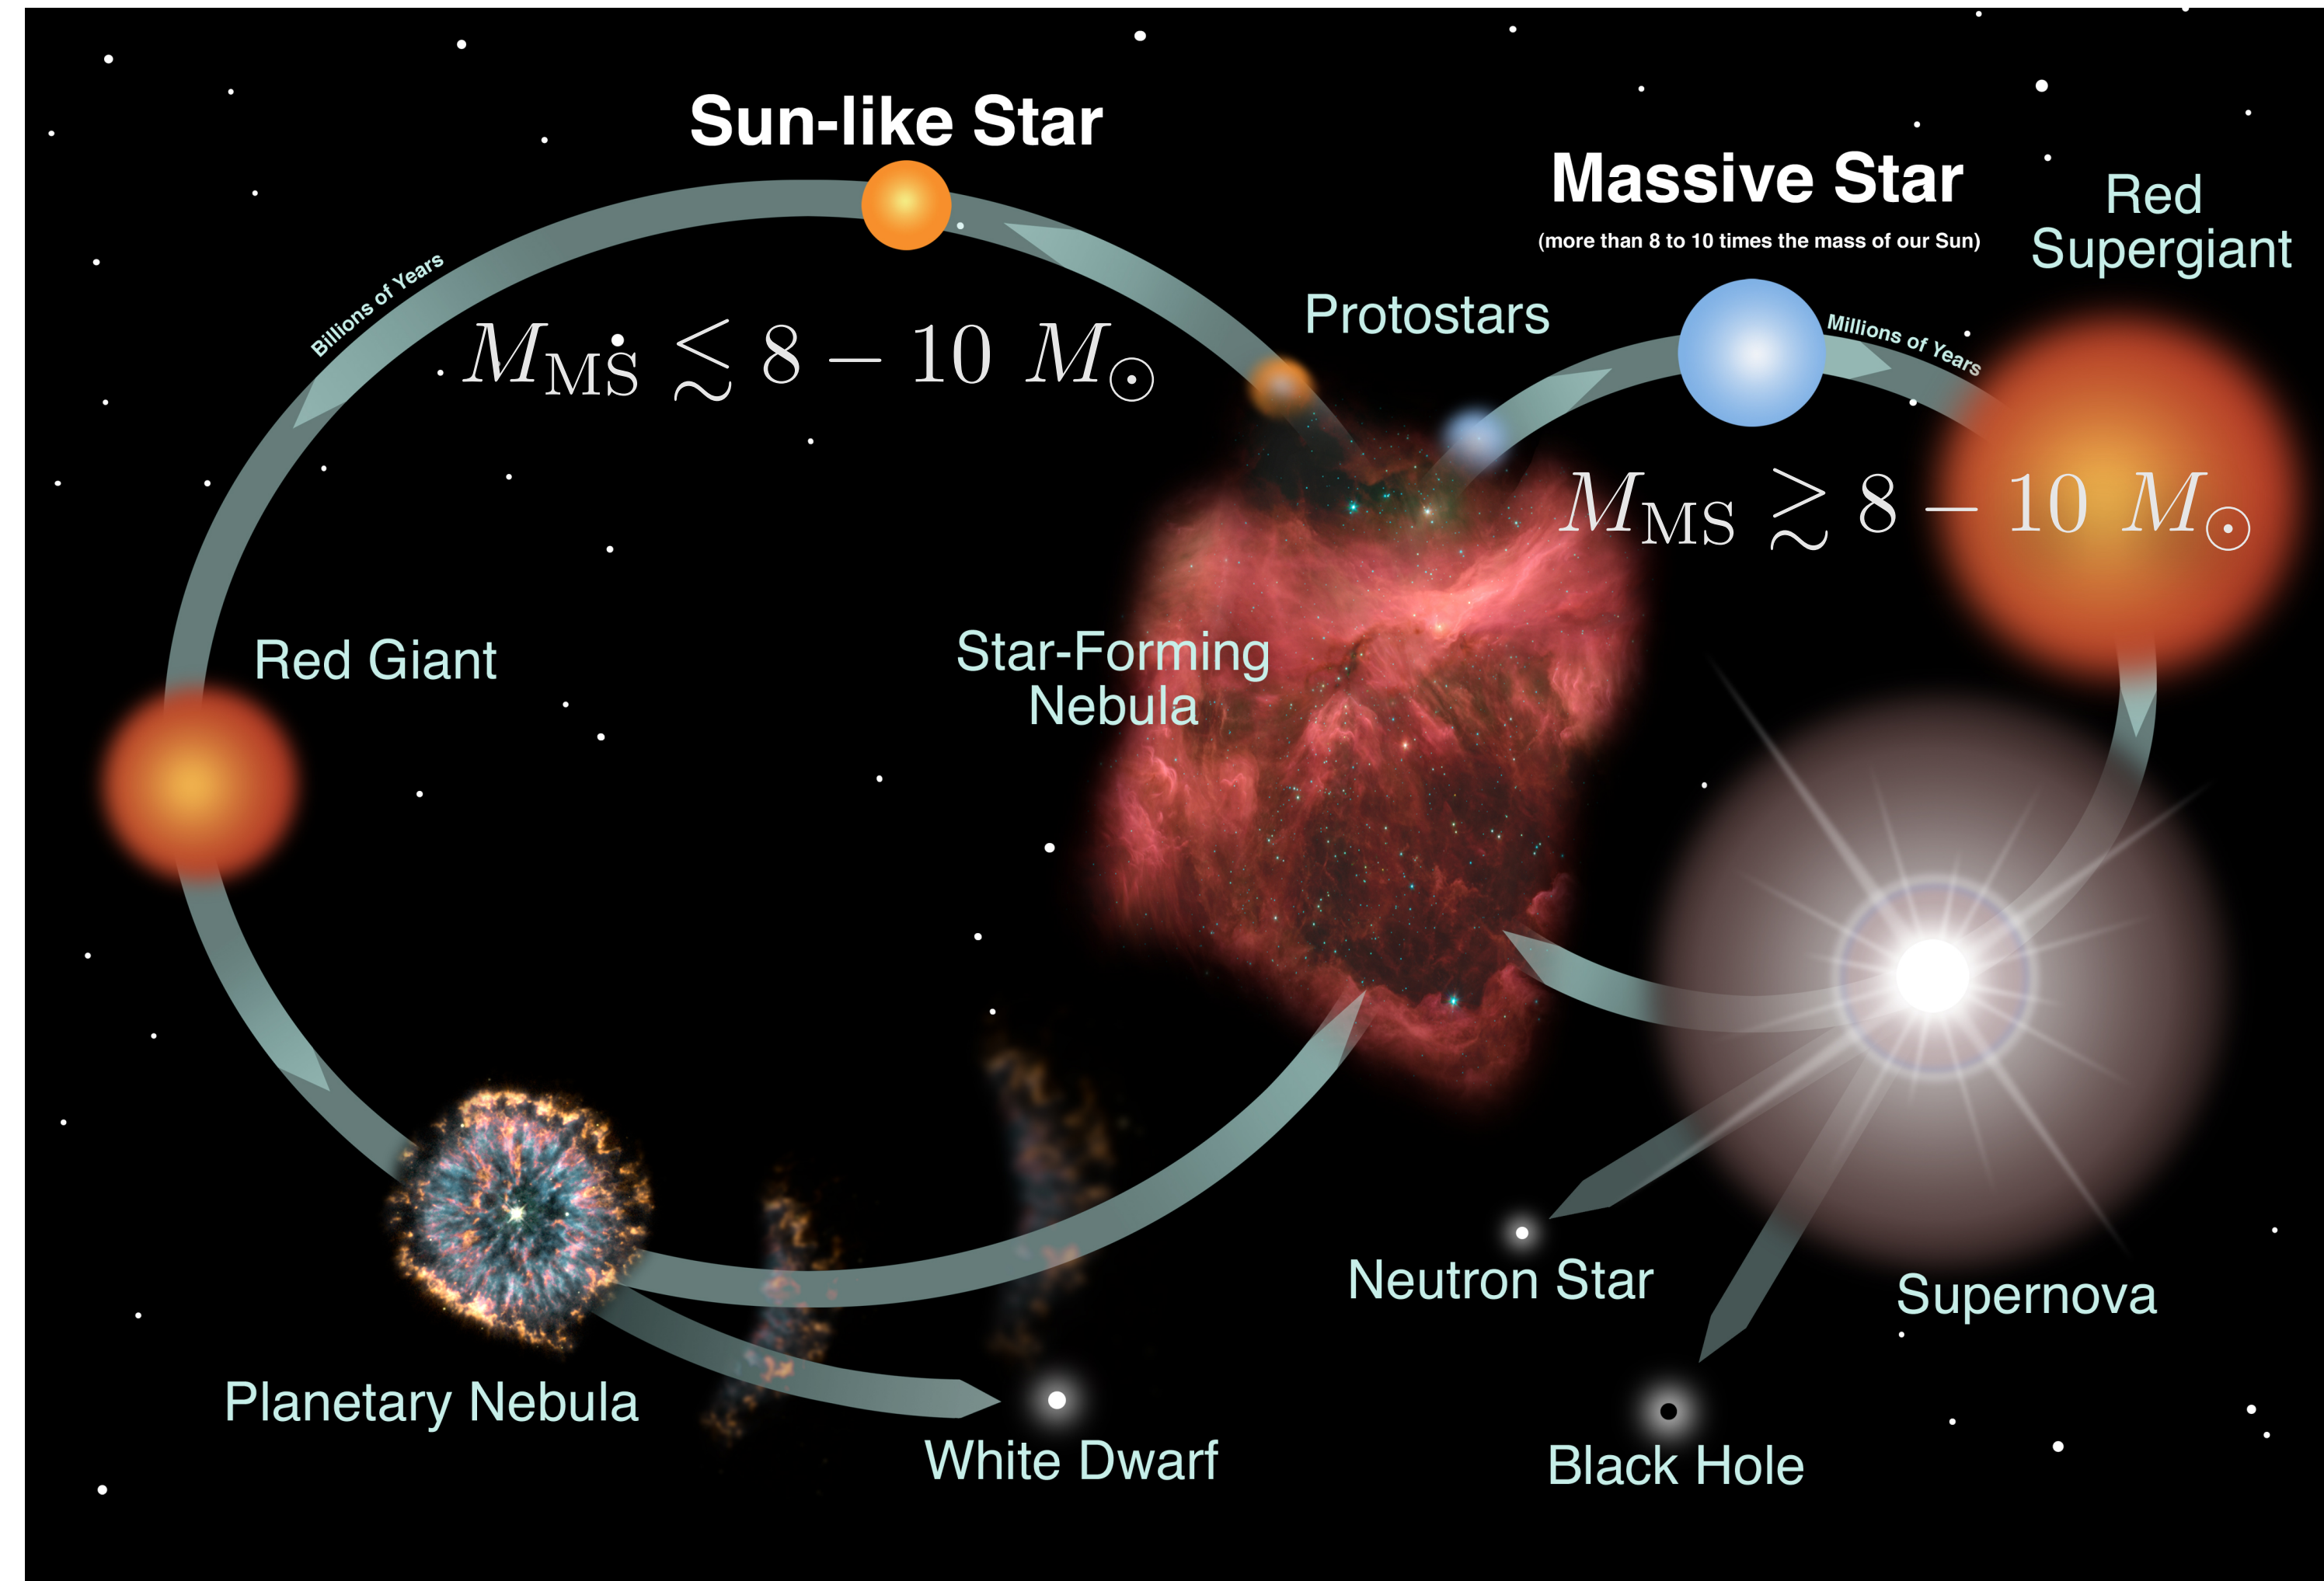 Sun-like Star
Massive Star
(more than 8 to 10 times the mass of our Sun)
Red
Supergiant
Protostars
Billions of Years
Millions of Years
M_MS ≲ 8 – 10 M_⊙
M_MS ≳ 8 – 10 M_⊙
Red Giant
Star-Forming
Nebula
Neutron Star
Supernova
Planetary Nebula
White Dwarf
Black Hole